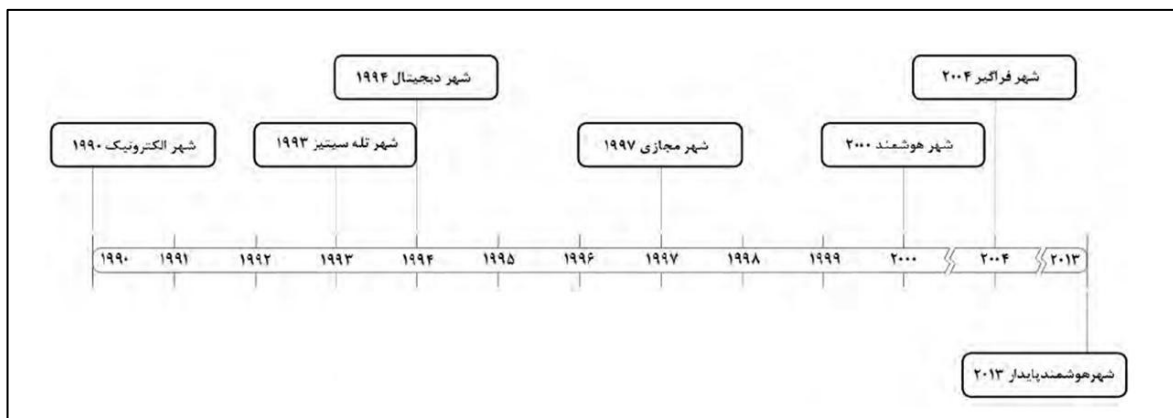 شهر دیجیتال ۱۹۹۴
شهر فراگیر ۲۰۰۴
شهر الکترونیک ۱۹۹۰
شهر تله سیتیز ۱۹۹۳
شهر مجازی ۱۹۹۷
شهر هوشمند ۲۰۰۰
۱۹۹۰ ۱۹۹۱ ۱۹۹۲ ۱۹۹۳ ۱۹۹۴ ۱۹۹۵ ۱۹۹۶ ۱۹۹۷ ۱۹۹۸ ۱۹۹۹ ۲۰۰۰ ۲۰۰۴ ۲۰۱۳
شهرهوشمندپایدار ۲۰۱۳